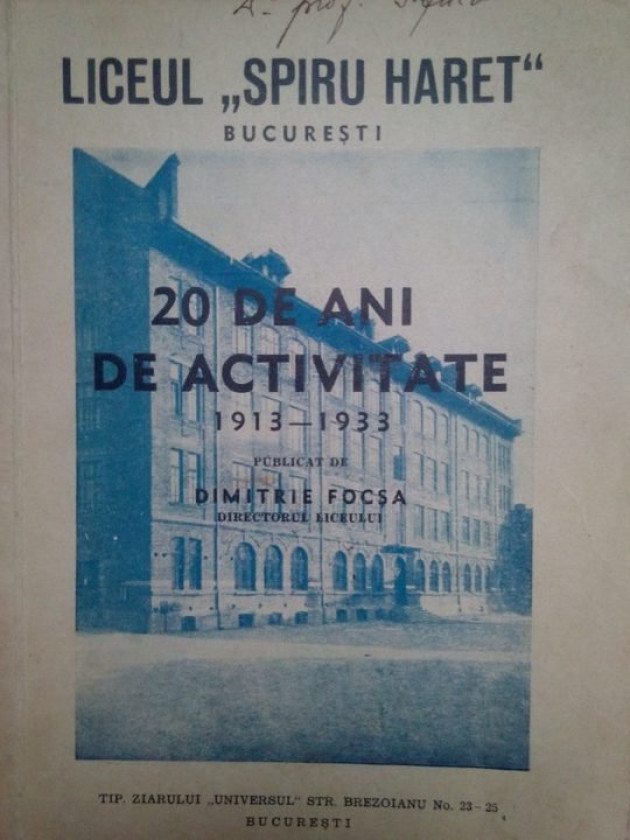 LICEUL „SPIRU HARET“
BUCUREȘTI
20 DE ANI
DE ACTIVITATE
1913—1933
PUBLICAT DE
DIMITRIE FOCȘA
DIRECTORUL LICEULUI
TIP. ZIARULUI „UNIVERSUL“ STR. BREZOIANU No. 23-25
BUCUREȘTI